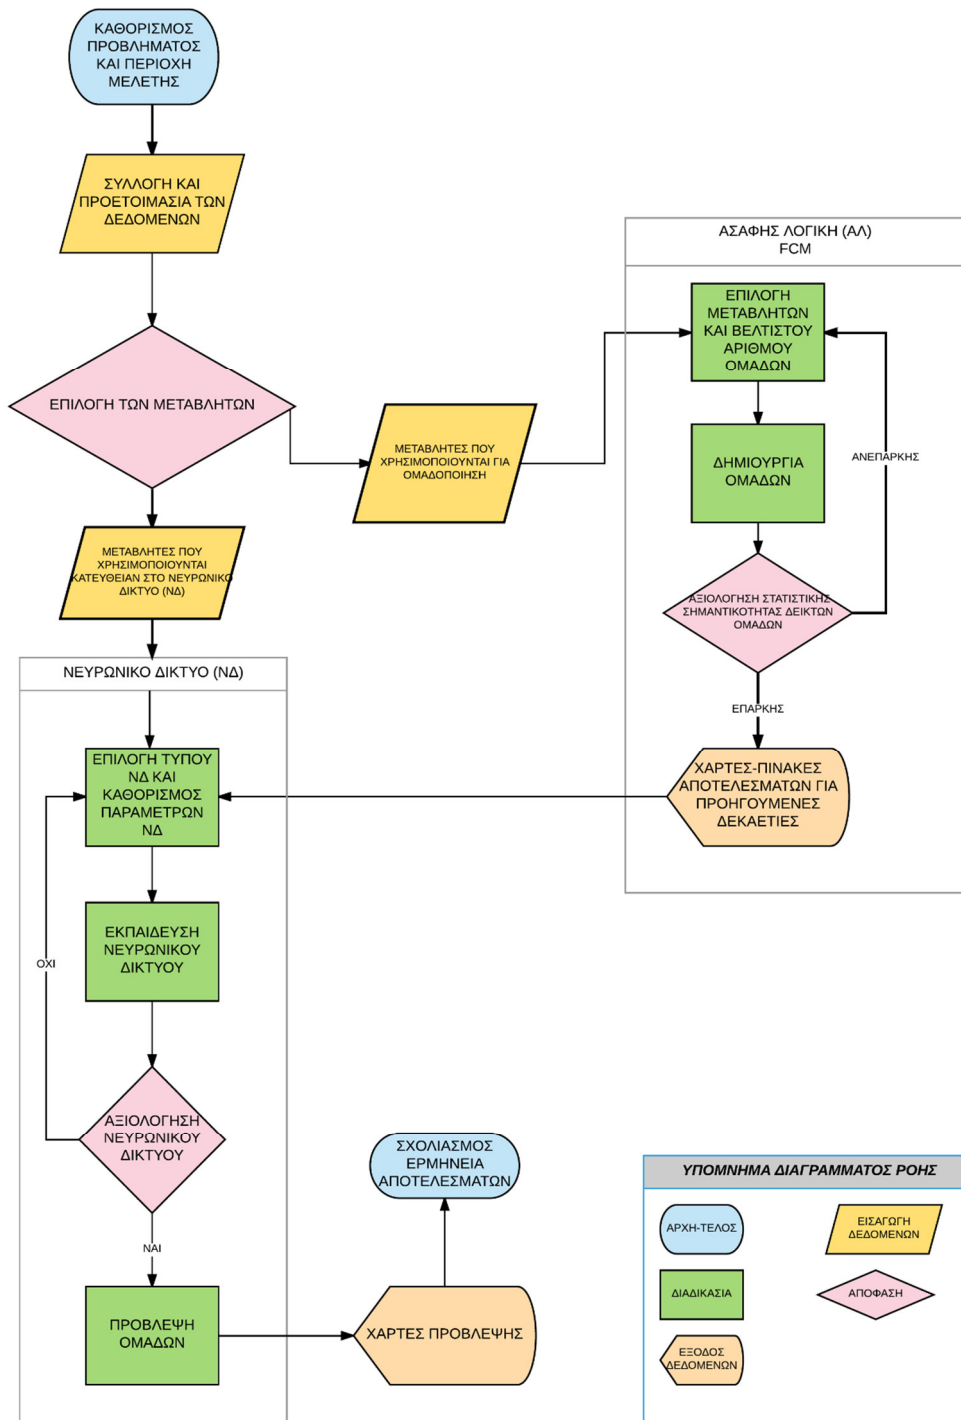 ΚΑΘΟΡΙΣΜΟΣ
ΠΡΟΒΛΗΜΑΤΟΣ
ΚΑΙ ΠΕΡΙΟΧΗ
ΜΕΛΕΤΗΣ
ΣΥΛΛΟΓΗ ΚΑΙ
ΠΡΟΕΤΟΙΜΑΣΙΑ ΤΩΝ
ΔΕΔΟΜΕΝΩΝ
ΕΠΙΛΟΓΗ ΤΩΝ ΜΕΤΑΒΛΗΤΩΝ
ΜΕΤΑΒΛΗΤΕΣ ΠΟΥ
ΧΡΗΣΙΜΟΠΟΙΟΥΝΤΑΙ ΓΙΑ
ΟΜΑΔΟΠΟΙΗΣΗ
ΑΣΑΦΗΣ ΛΟΓΙΚΗ (ΑΛ)
FCM
ΕΠΙΛΟΓΗ
ΜΕΤΑΒΛΗΤΩΝ
ΚΑΙ ΒΕΛΤΙΣΤΟΥ
ΑΡΙΘΜΟΥ
ΟΜΑΔΩΝ
ΔΗΜΙΟΥΡΓΙΑ
ΟΜΑΔΩΝ
ΑΝΕΠΑΡΚΗΣ
ΑΞΙΟΛΟΓΗΣΗ ΣΤΑΤΙΣΤΙΚΗΣ
ΣΗΜΑΝΤΙΚΟΤΗΤΑΣ ΔΕΙΚΤΩΝ
ΟΜΑΔΩΝ
ΕΠΑΡΚΗΣ
ΧΑΡΤΕΣ-ΠΙΝΑΚΕΣ
ΑΠΟΤΕΛΕΣΜΑΤΩΝ ΓΙΑ
ΠΡΟΗΓΟΥΜΕΝΕΣ
ΔΕΚΑΕΤΙΕΣ
ΜΕΤΑΒΛΗΤΕΣ ΠΟΥ
ΧΡΗΣΙΜΟΠΟΙΟΥΝΤΑΙ
ΚΑΤΕΥΘΕΙΑΝ ΣΤΟ ΝΕΥΡΩΝΙΚΟ
ΔΙΚΤΥΟ (ΝΔ)
ΝΕΥΡΩΝΙΚΟ ΔΙΚΤΥΟ (ΝΔ)
ΕΠΙΛΟΓΗ ΤΥΠΟΥ
ΝΔ ΚΑΙ
ΚΑΘΟΡΙΣΜΟΣ
ΠΑΡΑΜΕΤΡΩΝ
ΝΔ
ΕΚΠΑΙΔΕΥΣΗ
ΝΕΥΡΩΝΙΚΟΥ
ΔΙΚΤΥΟΥ
ΟΧΙ
ΑΞΙΟΛΟΓΗΣΗ
ΝΕΥΡΩΝΙΚΟΥ
ΔΙΚΤΥΟΥ
ΝΑΙ
ΠΡΟΒΛΕΨΗ
ΟΜΑΔΩΝ
ΧΑΡΤΕΣ ΠΡΟΒΛΕΨΗΣ
ΣΧΟΛΙΑΣΜΟΣ
ΕΡΜΗΝΕΙΑ
ΑΠΟΤΕΛΕΣΜΑΤΩΝ
ΥΠΟΜΝΗΜΑ ΔΙΑΓΡΑΜΜΑΤΟΣ ΡΟΗΣ
ΑΡΧΗ-ΤΕΛΟΣ
ΕΙΣΑΓΩΓΗ
ΔΕΔΟΜΕΝΩΝ
ΔΙΑΔΙΚΑΣΙΑ
ΑΠΟΦΑΣΗ
ΕΞΟΔΟΣ
ΔΕΔΟΜΕΝΩΝ